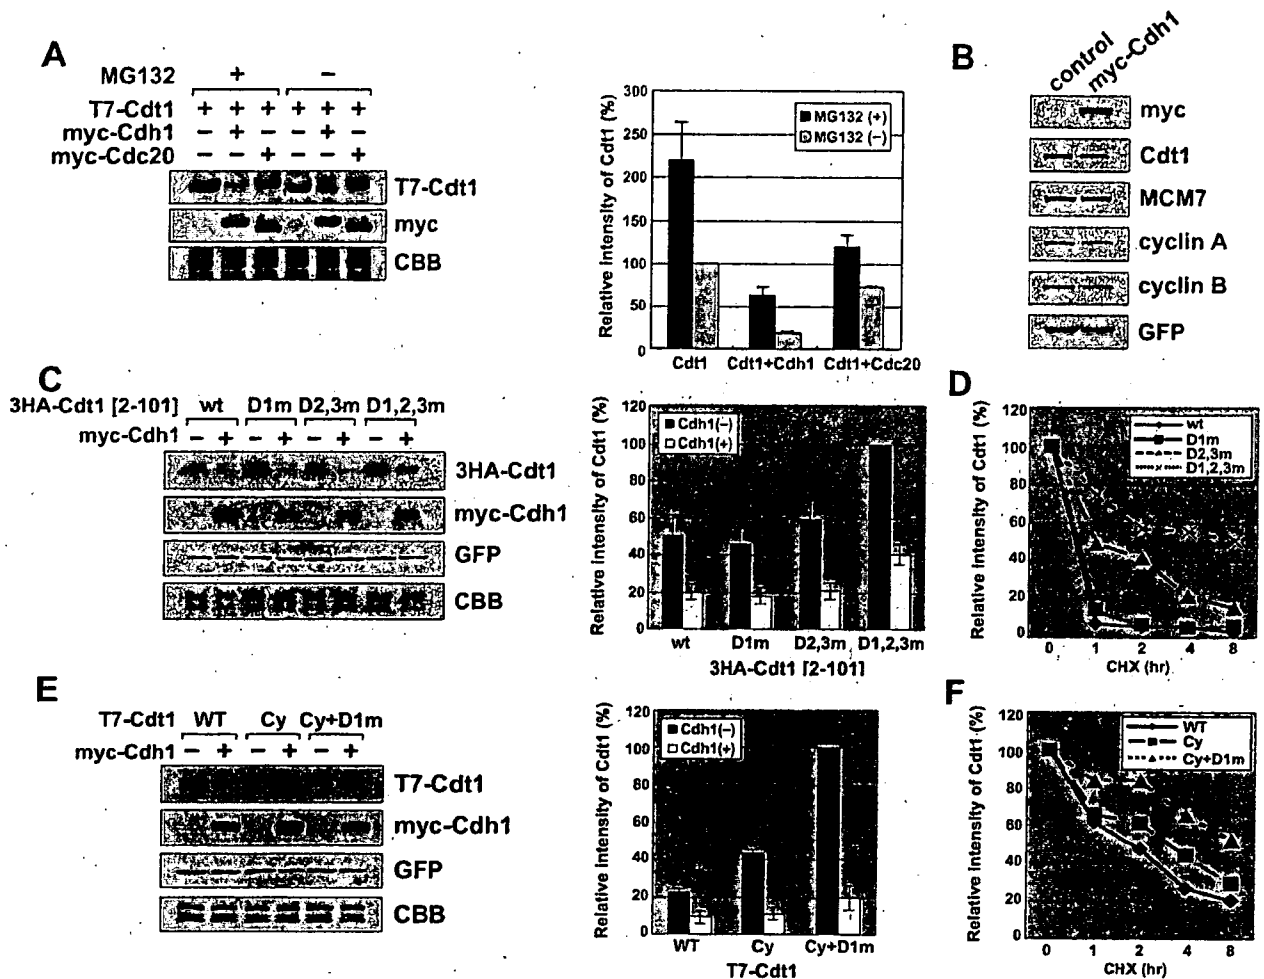 A
MG132 + −
T7-Cdt1 + + + + + +
myc-Cdh1 − + − − + −
myc-Cdc20 − − + − − +
T7-Cdt1
myc
CBB
Relative Intensity of Cdt1 (%)
300
250
200
150
100
50
0
MG132 (+)
MG132 (−)
Cdt1 Cdt1+Cdh1 Cdt1+Cdc20
B
control
myc-Cdh1
myc
Cdt1
MCM7
cyclin A
cyclin B
GFP
C
3HA-Cdt1 [2-101] wt D1m D2,3m D1,2,3m
myc-Cdh1 − + − + − + − +
3HA-Cdt1
myc-Cdh1
GFP
CBB
Relative Intensity of Cdt1 (%)
120
100
80
60
40
20
0
Cdh1(−)
Cdh1(+)
wt D1m D2,3m D1,2,3m
3HA-Cdt1 [2-101]
D
Relative Intensity of Cdt1 (%)
120
100
80
60
40
20
0
wt
D1m
D2,3m
D1,2,3m
0 1 2 4 8
CHX (hr)
E
T7-Cdt1 WT Cy Cy+D1m
myc-Cdh1 − + − + − +
T7-Cdt1
myc-Cdh1
GFP
CBB
Relative Intensity of Cdt1 (%)
120
100
80
60
40
20
0
Cdh1(−)
Cdh1(+)
WT Cy Cy+D1m
T7-Cdt1
F
Relative Intensity of Cdt1 (%)
120
100
80
60
40
20
0
WT
Cy
Cy+D1m
0 1 2 4 8
CHX (hr)